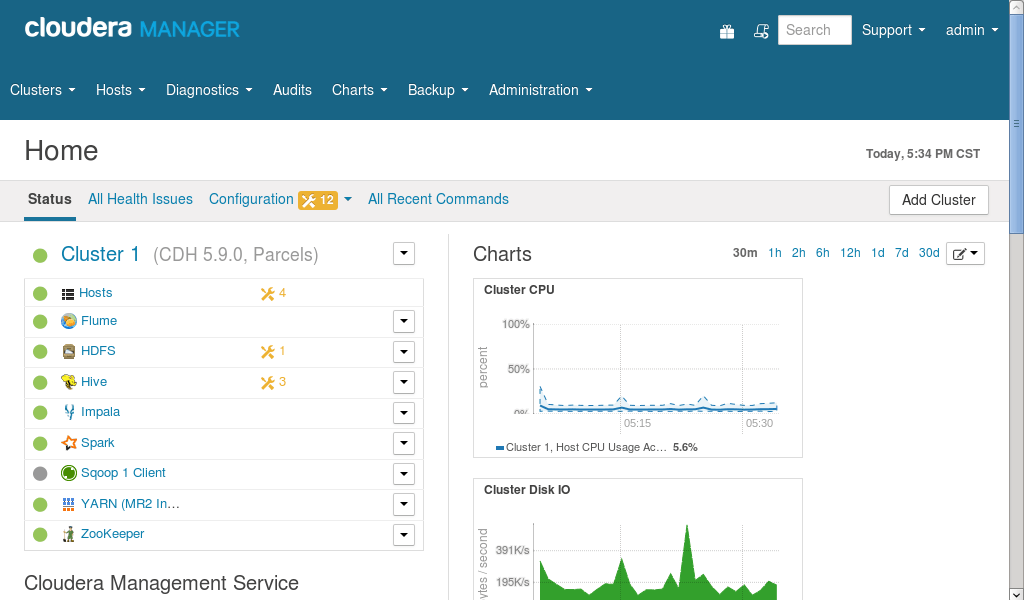 cloudera MANAGER
Search
Support
admin
Clusters
Hosts
Diagnostics
Audits
Charts
Backup
Administration
Home
Today, 5:34 PM CST
Status
All Health Issues
Configuration
12
All Recent Commands
Add Cluster
Cluster 1 (CDH 5.9.0, Parcels)
Hosts
4
Flume
HDFS
1
Hive
3
Impala
Spark
Sqoop 1 Client
YARN (MR2 In…
ZooKeeper
Cloudera Management Service
Charts
30m 1h 2h 6h 12h 1d 7d 30d
Cluster CPU
percent
100%
50%
0%
05:15
05:30
Cluster 1, Host CPU Usage Ac… 5.6%
Cluster Disk IO
/ second
391K/s
195K/s